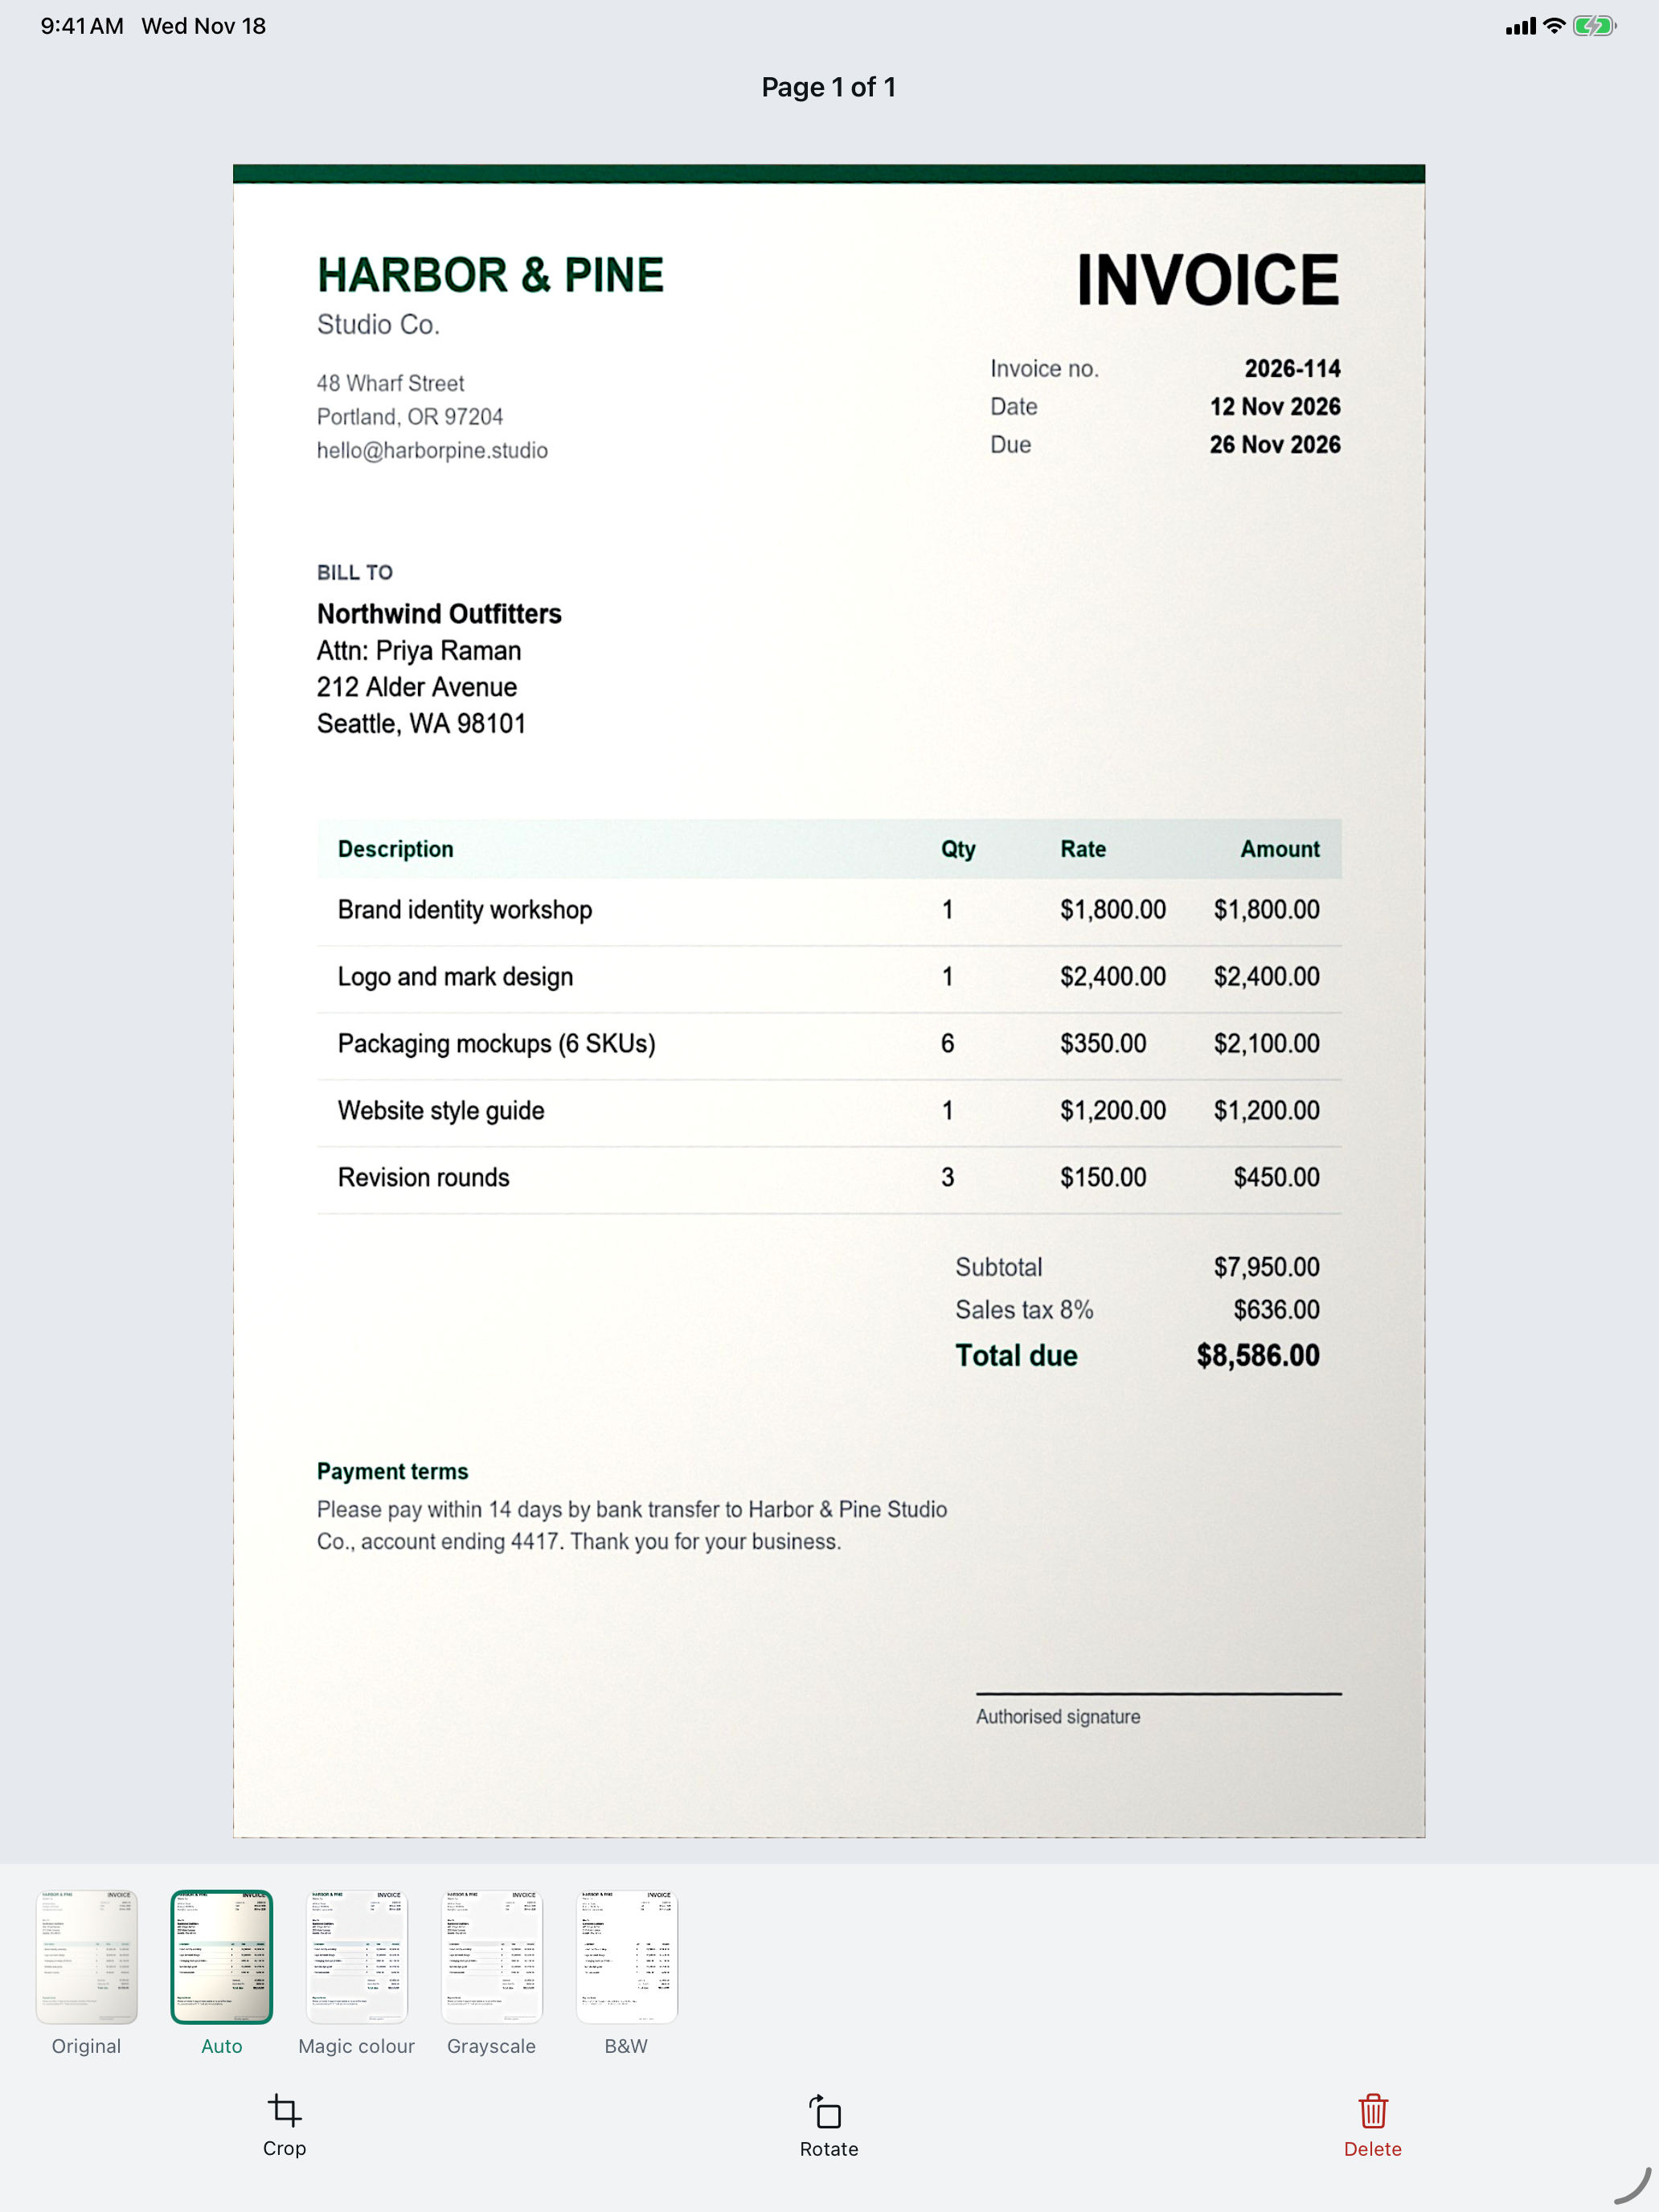 9:41 AM Wed Nov 18
Page 1 of 1
HARBOR & PINE
Studio Co.
48 Wharf Street
Portland, OR 97204
hello@harborpine.studio
INVOICE
Invoice no. 2026-114
Date 12 Nov 2026
Due 26 Nov 2026
BILL TO
Northwind Outfitters
Attn: Priya Raman
212 Alder Avenue
Seattle, WA 98101
Description Qty Rate Amount
Brand identity workshop 1 $1,800.00 $1,800.00
Logo and mark design 1 $2,400.00 $2,400.00
Packaging mockups (6 SKUs) 6 $350.00 $2,100.00
Website style guide 1 $1,200.00 $1,200.00
Revision rounds 3 $150.00 $450.00
Subtotal $7,950.00
Sales tax 8% $636.00
Total due $8,586.00
Payment terms
Please pay within 14 days by bank transfer to Harbor & Pine Studio
Co., account ending 4417. Thank you for your business.
Authorised signature
Original Auto Magic colour Grayscale B&W
Crop Rotate Delete